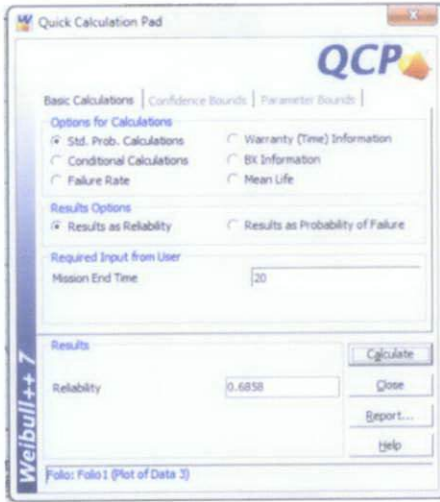 Quick Calculation Pad
QCP
Basic Calculations Confidence Bounds Parameter Bounds
Options for Calculations
Std. Prob. Calculations Warranty (Time) Information
Conditional Calculations BX Information
Failure Rate Mean Life
Results Options
Results as Reliability Results as Probability of Failure
Required Input from User
Mission End Time 20
Results
Calculate
Reliability 0.6858
Close
Report...
Help
Weibull++ 7
Folio: Folio1 (Plot of Data 3)